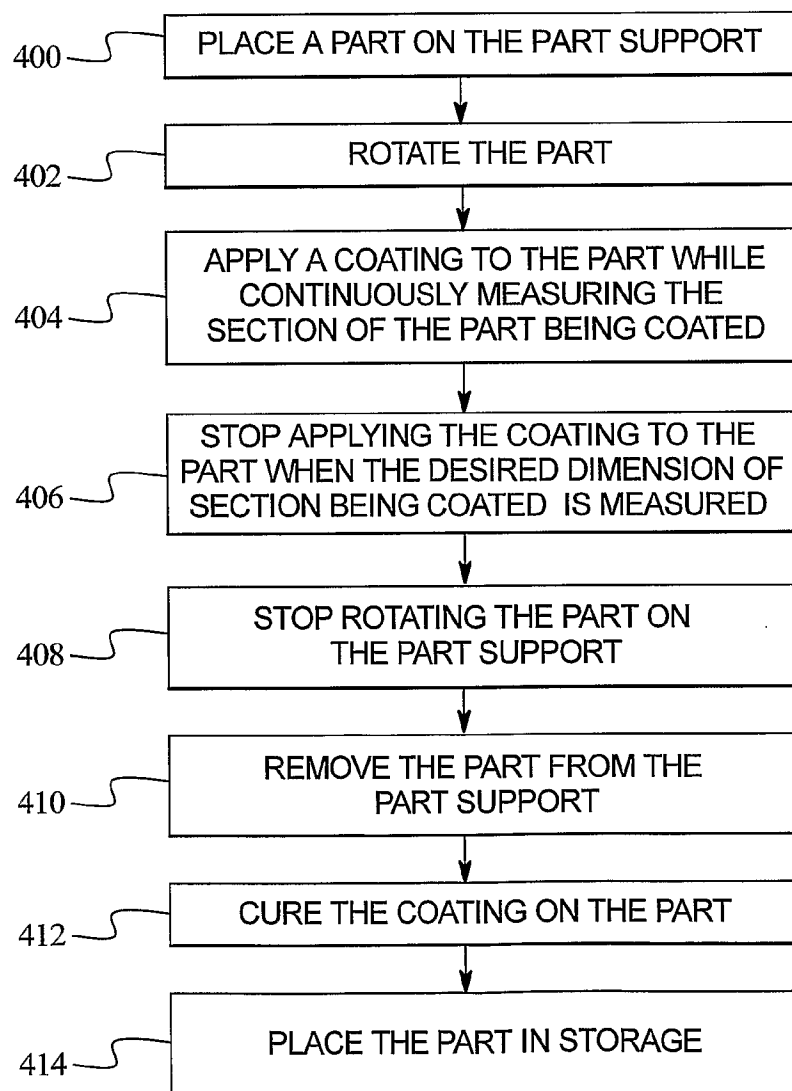 400
PLACE A PART ON THE PART SUPPORT
402
ROTATE THE PART
404
APPLY A COATING TO THE PART WHILE
CONTINUOUSLY MEASURING THE
SECTION OF THE PART BEING COATED
406
STOP APPLYING THE COATING TO THE
PART WHEN THE DESIRED DIMENSION OF
SECTION BEING COATED IS MEASURED
408
STOP ROTATING THE PART ON
THE PART SUPPORT
410
REMOVE THE PART FROM THE
PART SUPPORT
412
CURE THE COATING ON THE PART
414
PLACE THE PART IN STORAGE